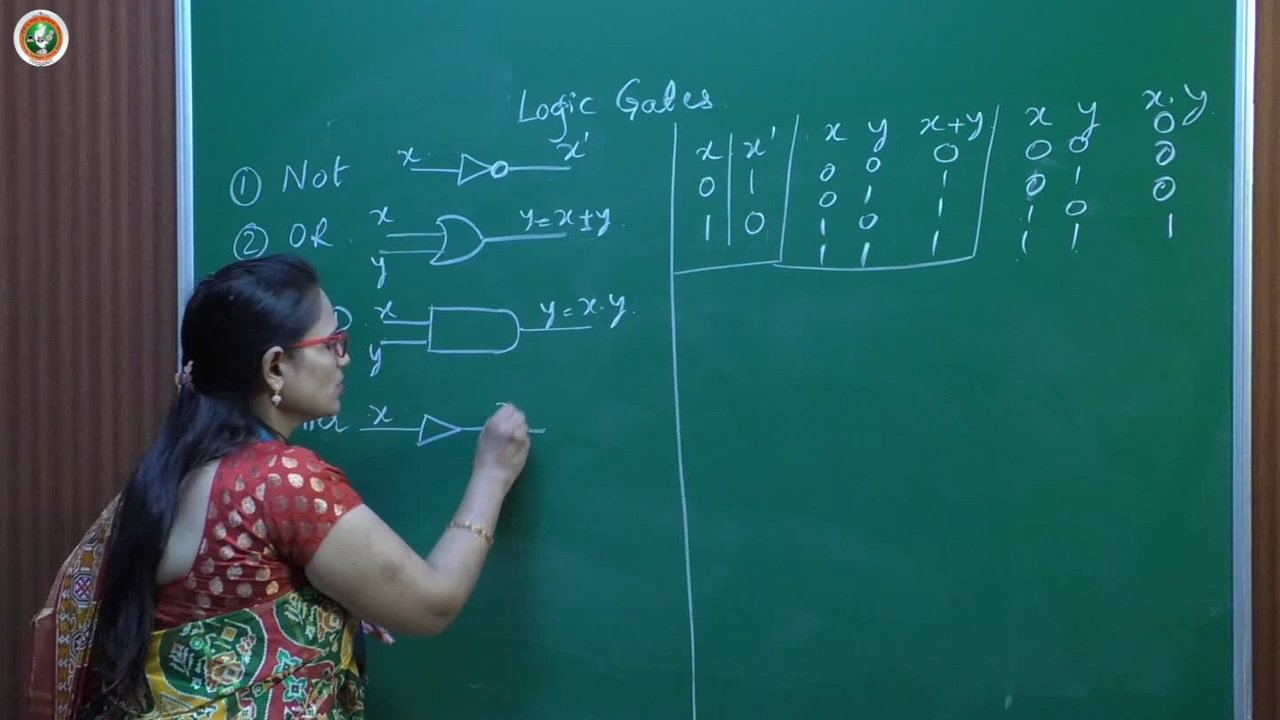 Logic Gates
① Not x x'
② OR x y y = x + y
x y y = x . y
x
x x'
0 1
1 0
x y x+y
0 0 0
0 1 1
1 0 1
1 1 1
x y x . y
0 0 0
0 1 0
1 0 0
1 1 1